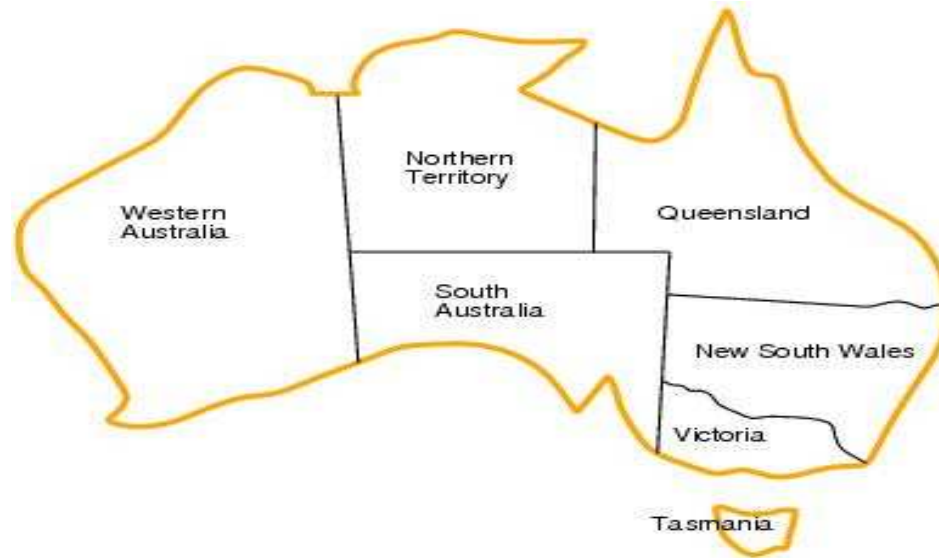 Northern
Territory
Western
Australia
Queensland
South
Australia
New South Wales
Victoria
Tasmania